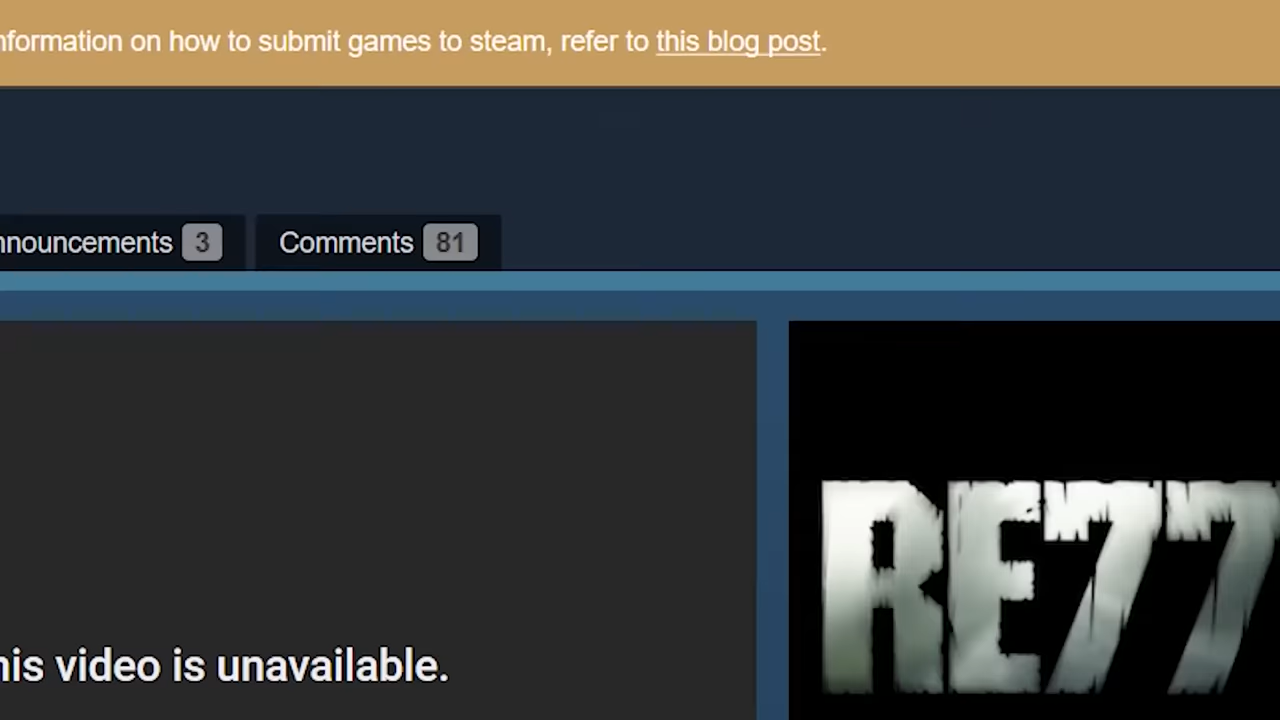 nformation on how to submit games to steam, refer to this blog post.
nnouncements 3 Comments 81
his video is unavailable.
RE77